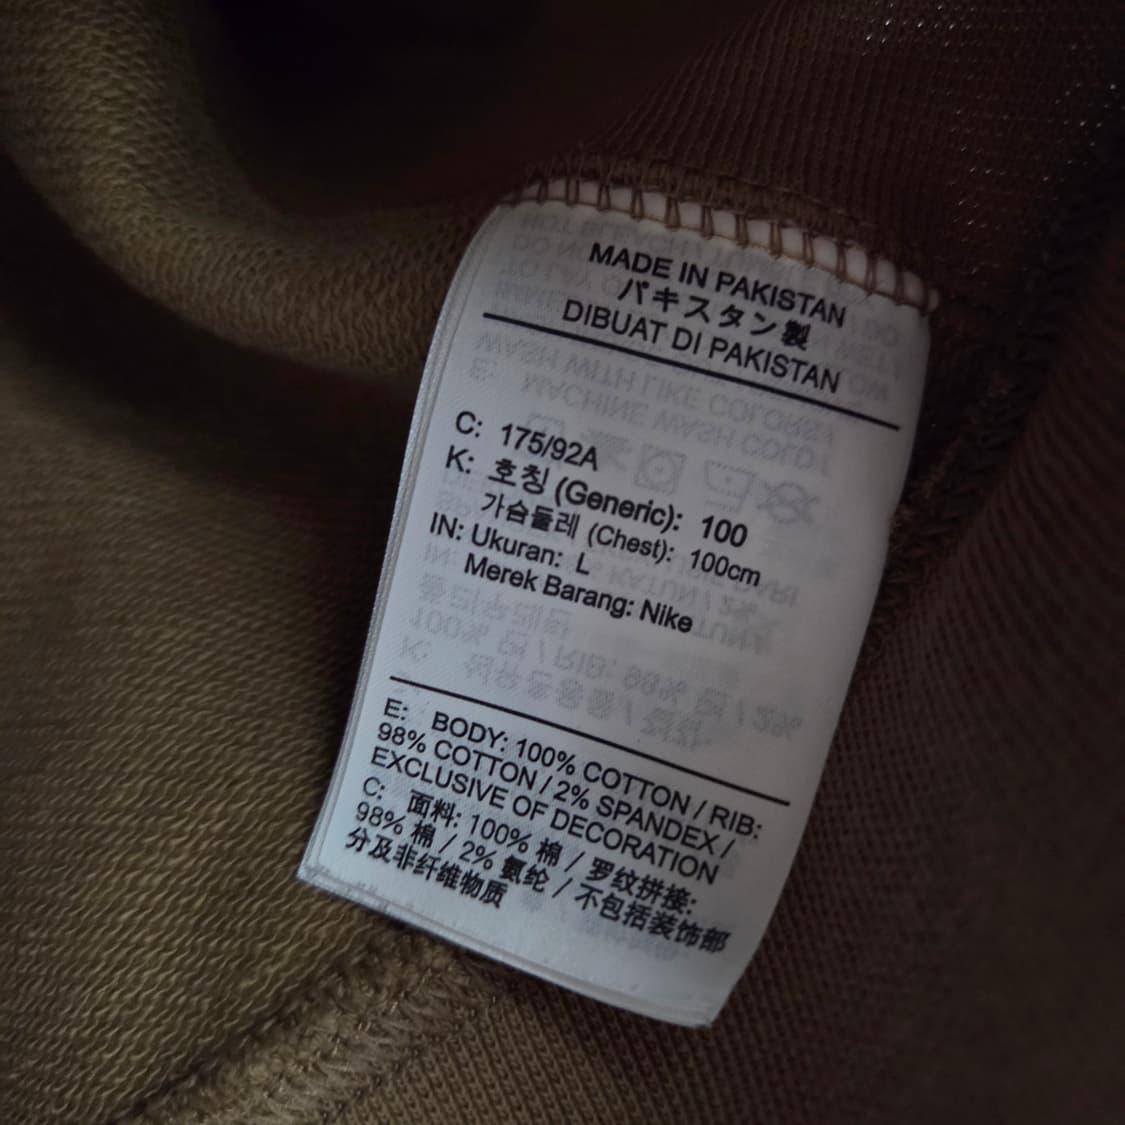 MADE IN PAKISTAN
パキスタン製
DIBUAT DI PAKISTAN
C: 175/92A
K: 호칭 (Generic): 100
가슴둘레 (Chest): 100cm
IN: Ukuran: L
Merek Barang: Nike
E: BODY: 100% COTTON / RIB:
98% COTTON / 2% SPANDEX /
EXCLUSIVE OF DECORATION
C: 面料: 100% 棉 / 罗纹拼接:
98% 棉 / 2% 氨纶 / 不包括装饰部
分及非纤维物质